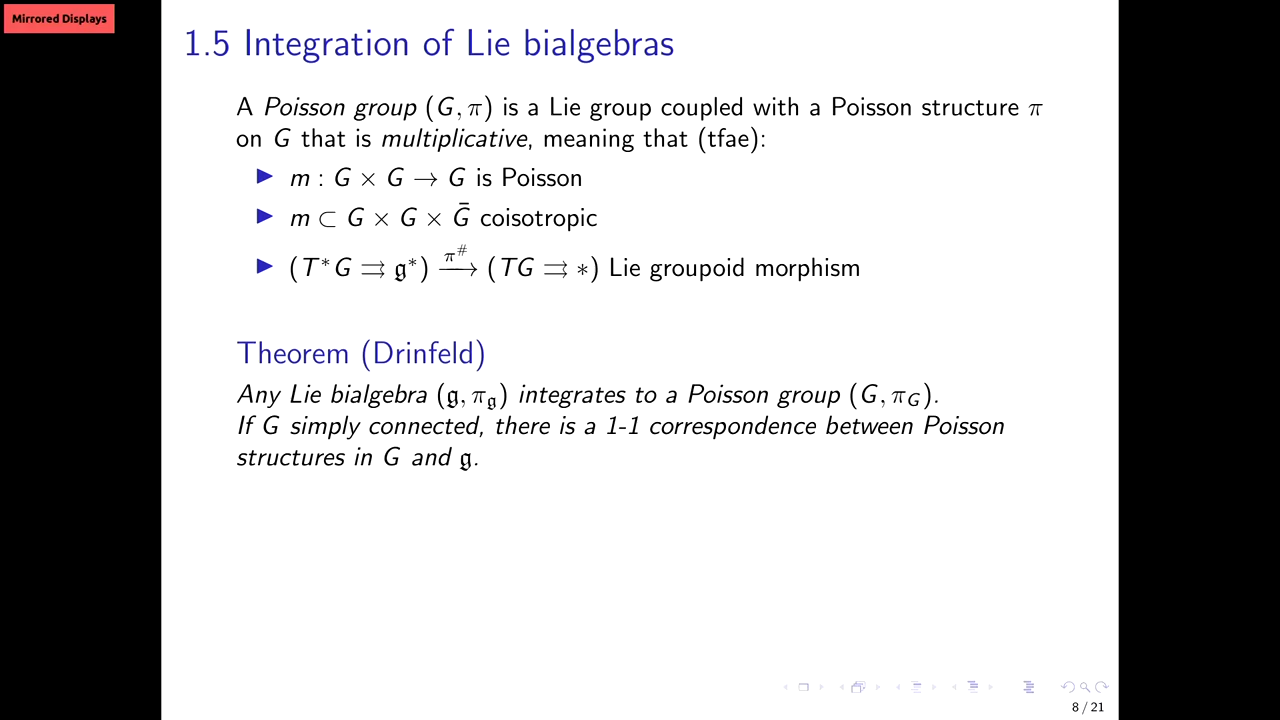 Mirrored Displays
1.5 Integration of Lie bialgebras
A Poisson group (G, π) is a Lie group coupled with a Poisson structure π
on G that is multiplicative, meaning that (tfae):
▶ m : G × G → G is Poisson
▶ m ⊂ G × G × Ḡ coisotropic
▶ (T*G ⇉ 𝔤*) —π^#→ (TG ⇉ *) Lie groupoid morphism
Theorem (Drinfeld)
Any Lie bialgebra (𝔤, π_𝔤) integrates to a Poisson group (G, π_G).
If G simply connected, there is a 1-1 correspondence between Poisson
structures in G and 𝔤.
8 / 21